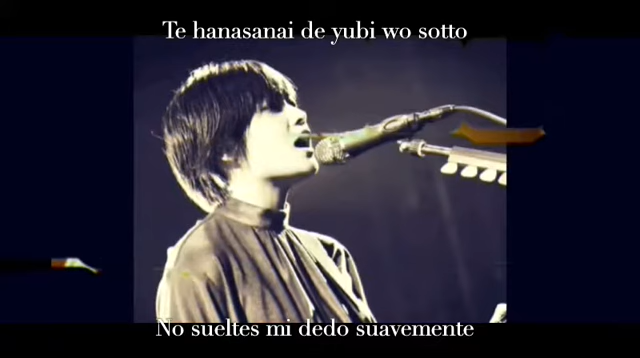 Te hanasanai de yubi wo sotto
No sueltes mi dedo suavemente